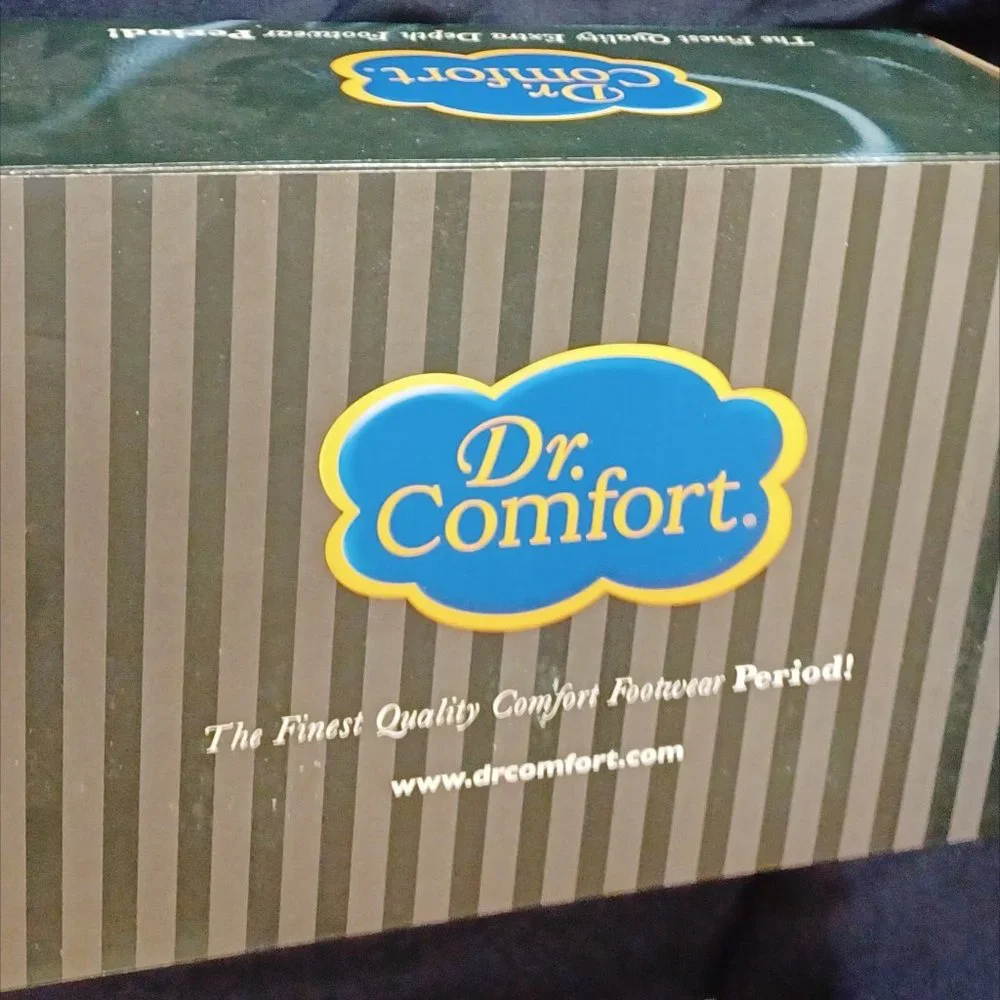 The Finest Quality Extra Depth Footwear Period!
Dr.
Comfort.
Dr.
Comfort.
The Finest Quality Comfort Footwear Period!
www.drcomfort.com